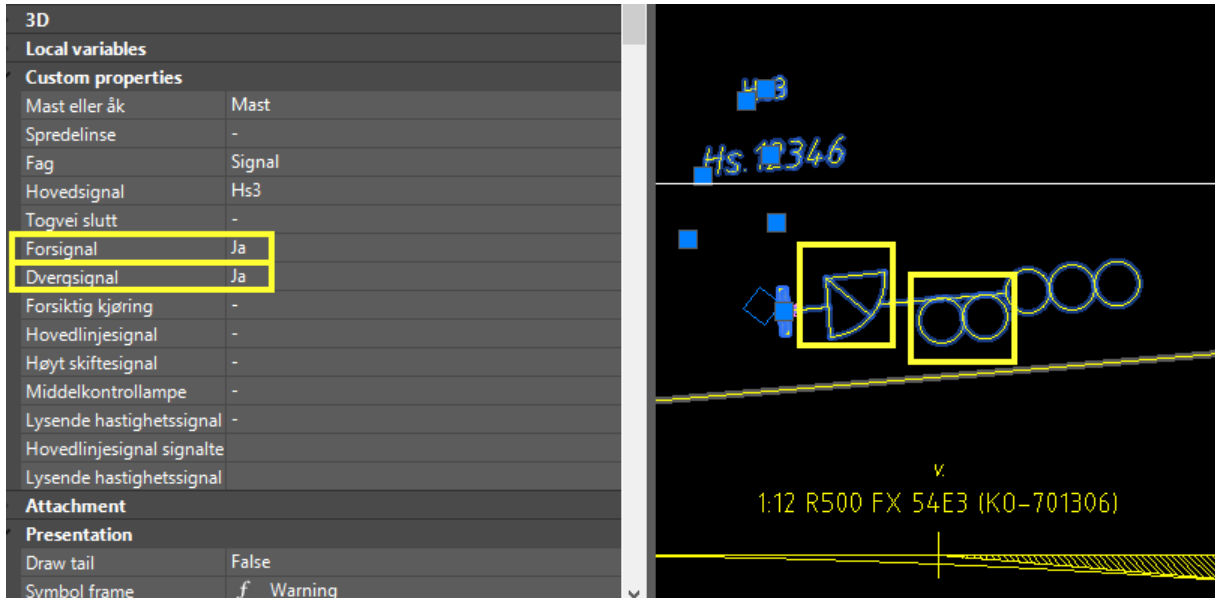 3D
Local variables
Custom properties
Mast eller åk Mast
Spredelinse -
Fag Signal
Hovedsignal Hs3
Togvei slutt -
Forsignal Ja
Dvergsignal Ja
Forsiktig kjøring -
Hovedlinjesignal -
Høyt skiftesignal -
Middelkontrollampe -
Lysende hastighetssignal -
Hovedlinjesignal signalte
Lysende hastighetssignal
Attachment
Presentation
Draw tail False
Symbol frame f Warning
Hs. 12346
v.
1:12 R500 FX 54E3 (KO-701306)